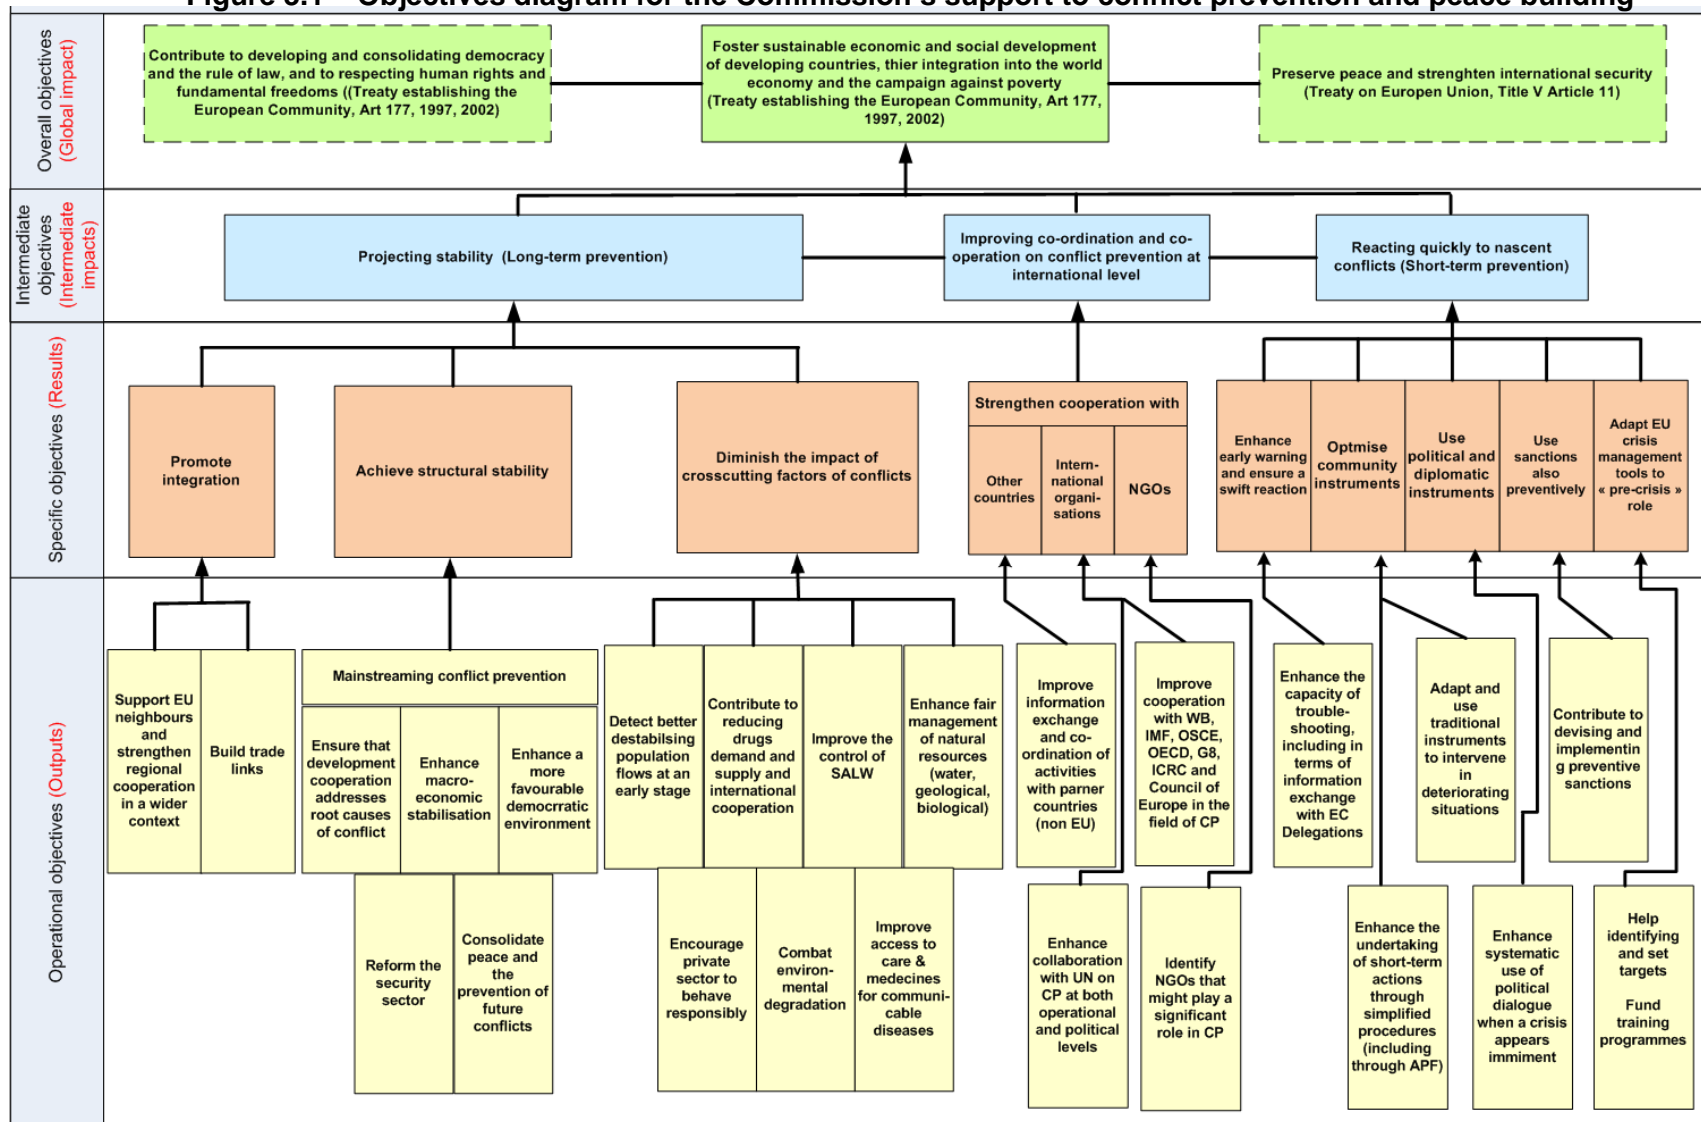 Figure 3.1 – Objectives diagram for the Commission's support to conflict prevention and peace building
Overall objectives
(Global impact)
Contribute to developing and consolidating democracy
and the rule of law, and to respecting human rights and
fundamental freedoms ((Treaty establishing the
European Community, Art 177, 1997, 2002)
Foster sustainable economic and social development
of developing countries, thier integration into the world
economy and the campaign against poverty
(Treaty establishing the European Community, Art 177,
1997, 2002)
Preserve peace and strenghten international security
(Treaty on Europen Union, Title V Article 11)
Intermediate
objectives
(Intermediate
impacts)
Projecting stability  (Long-term prevention)
Improving co-ordination and co-
operation on conflict prevention at
international level
Reacting quickly to nascent
conflicts (Short-term prevention)
Specific objectives (Results)
Promote
integration
Achieve structural stability
Diminish the impact of
crosscutting factors of conflicts
Strengthen cooperation with
Other
countries
Intern-
national
organi-
sations
NGOs
Enhance
early warning
and ensure a
swift reaction
Optmise
community
instruments
Use
political and
diplomatic
instruments
Use
sanctions
also
preventively
Adapt EU
crisis
management
tools to
« pre-crisis »
role
Operational objectives (Outputs)
Support EU
neighbours
and
strengthen
regional
cooperation
in a wider
context
Build trade
links
Mainstreaming conflict prevention
Ensure that
development
cooperation
addresses
root causes
of conflict
Enhance
macro-
economic
stabilisation
Enhance a
more
favourable
democrratic
environment
Reform the
security
sector
Consolidate
peace and
the
prevention of
future
conflicts
Detect better
destabilsing
population
flows at an
early stage
Contribute to
reducing
drugs
demand and
supply and
international
cooperation
Improve the
control of
SALW
Enhance fair
management
of natural
resources
(water,
geological,
biological)
Encourage
private
sector to
behave
responsibly
Combat
environ-
mental
degradation
Improve
access to
care &
medecines
for communi-
cable
diseases
Improve
information
exchange
and co-
ordination of
activities
with parner
countries
(non EU)
Improve
cooperation
with WB,
IMF, OSCE,
OECD, G8,
ICRC and
Council of
Europe in the
field of CP
Enhance
collaboration
with UN on
CP at both
operational
and political
levels
Identify
NGOs that
might play a
significant
role in CP
Enhance the
capacity of
trouble-
shooting,
including in
terms of
information
exchange
with EC
Delegations
Adapt and
use
traditional
instruments
to intervene
in
deteriorating
situations
Contribute to
devising and
implementin
g preventive
sanctions
Enhance the
undertaking
of short-term
actions
through
simplified
procedures
(including
through APF)
Enhance
systematic
use of
political
dialogue
when a crisis
appears
immiment
Help
identifying
and set
targets
Fund
training
programmes